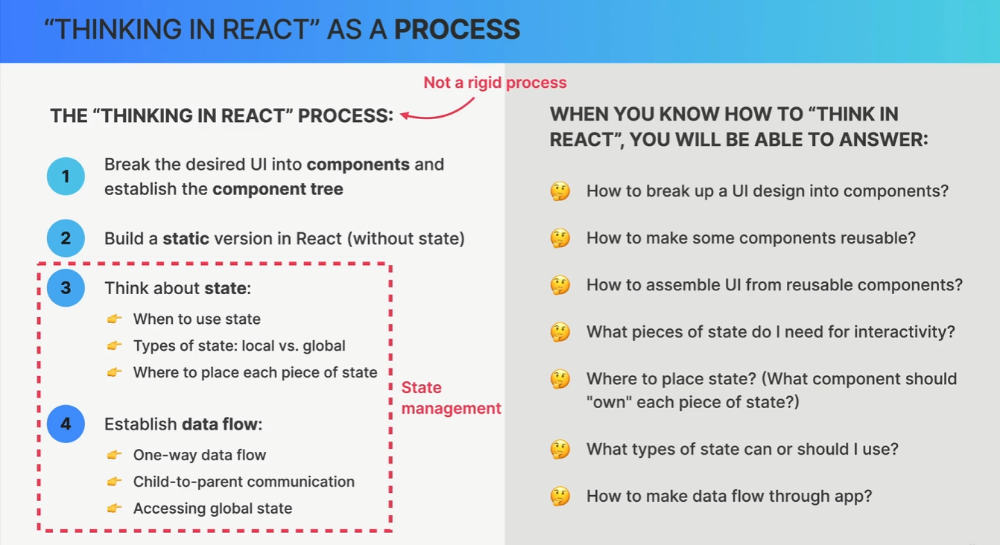 “THINKING IN REACT” AS A PROCESS
Not a rigid process
THE “THINKING IN REACT” PROCESS:
1
Break the desired UI into components and
establish the component tree
2
Build a static version in React (without state)
3
Think about state:
When to use state
Types of state: local vs. global
Where to place each piece of state
State
management
4
Establish data flow:
One-way data flow
Child-to-parent communication
Accessing global state
WHEN YOU KNOW HOW TO “THINK IN
REACT”, YOU WILL BE ABLE TO ANSWER:
How to break up a UI design into components?
How to make some components reusable?
How to assemble UI from reusable components?
What pieces of state do I need for interactivity?
Where to place state? (What component should
"own" each piece of state?)
What types of state can or should I use?
How to make data flow through app?